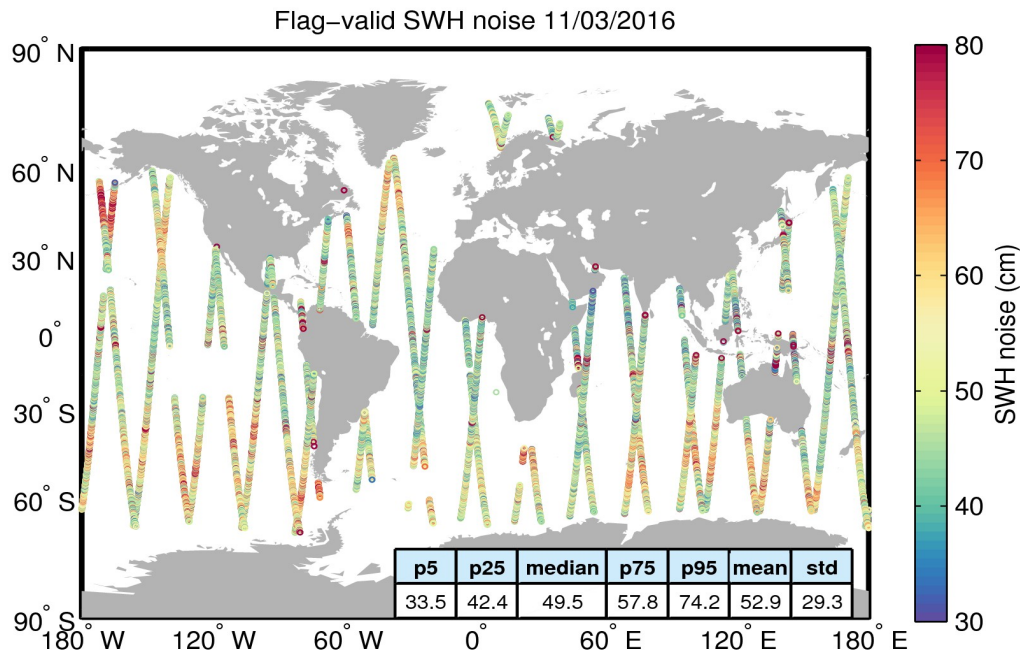 Flag−valid SWH noise 11/03/2016
90° N
60° N
30° N
0°
30° S
60° S
90° S
180° W 120° W 60° W 0° 60° E 120° E 180° E
80
70
60
50
40
30
SWH noise (cm)
p5 p25 median p75 p95 mean std
33.5 42.4 49.5 57.8 74.2 52.9 29.3